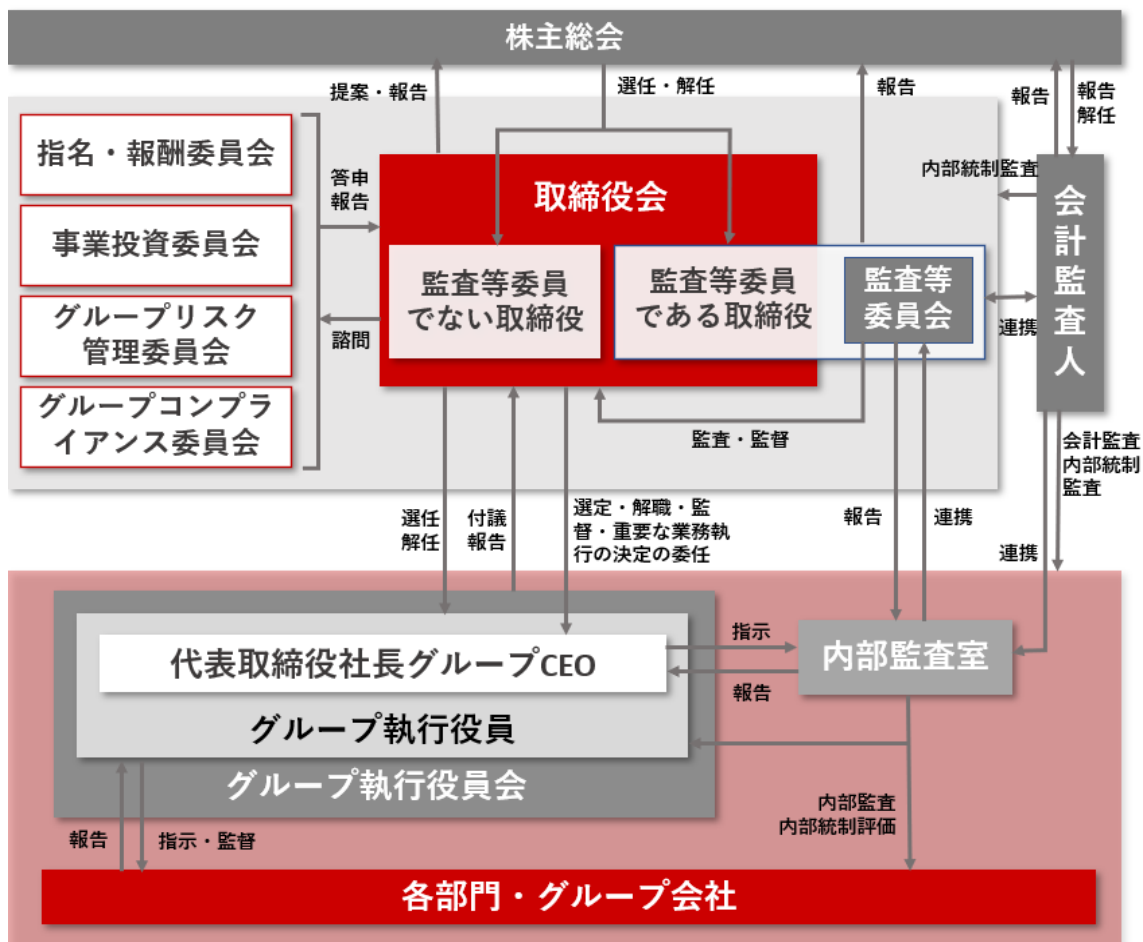 株主総会
提案・報告
選任・解任
報告
報告
報告
解任
指名・報酬委員会
事業投資委員会
グループリスク
管理委員会
グループコンプラ
イアンス委員会
答申
報告
諮問
取締役会
監査等委員
でない取締役
監査等委員
である取締役
監査等
委員会
内部統制監査
会計監査人
連携
監査・監督
会計監査
内部統制
監査
選任
解任
付議
報告
選定・解職・監
督・重要な業務執
行の決定の委任
報告
連携
連携
代表取締役社長グループCEO
グループ執行役員
グループ執行役員会
指示
報告
内部監査室
内部監査
内部統制評価
報告
指示・監督
各部門・グループ会社